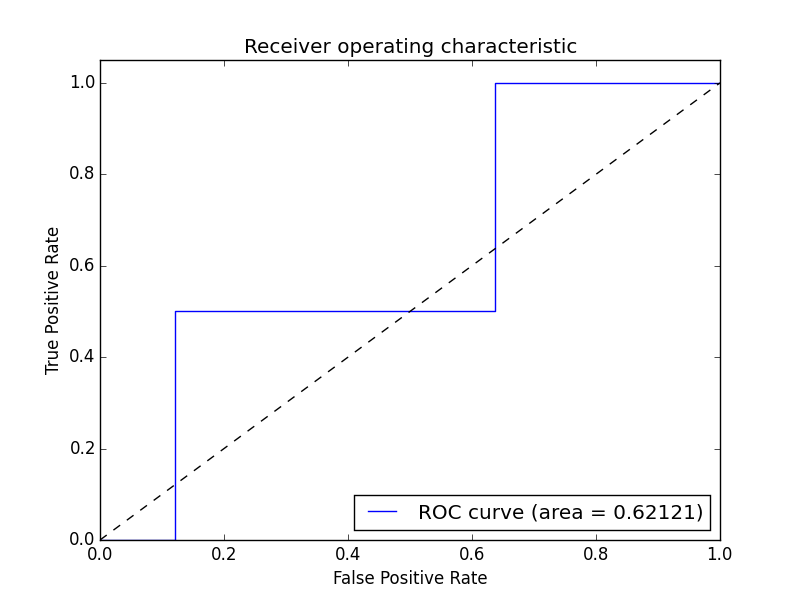 Receiver operating characteristic
1.0
0.8
0.6
0.4
0.2
0.0
True Positive Rate
ROC curve (area = 0.62121)
0.0 0.2 0.4 0.6 0.8 1.0
False Positive Rate